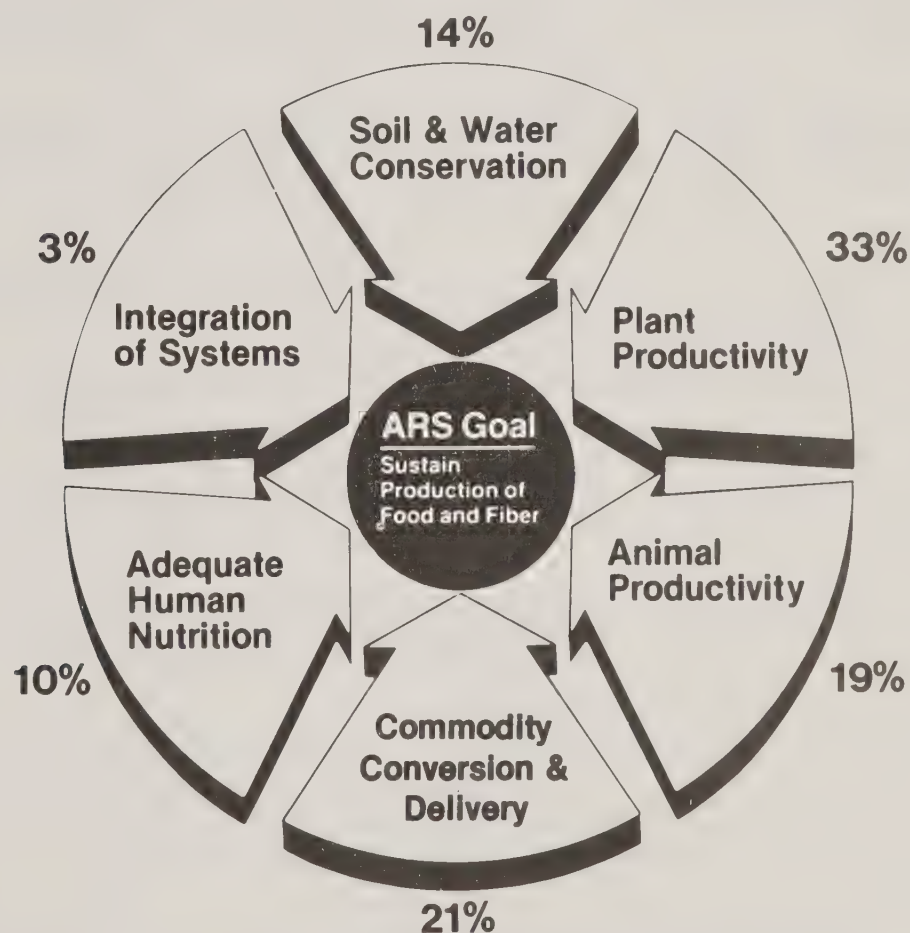 14%
Soil & Water
Conservation
33%
Plant
Productivity
19%
Animal
Productivity
21%
Commodity
Conversion &
Delivery
10%
Adequate
Human
Nutrition
3%
Integration
of Systems
ARS Goal
Sustain
Production of
Food and Fiber